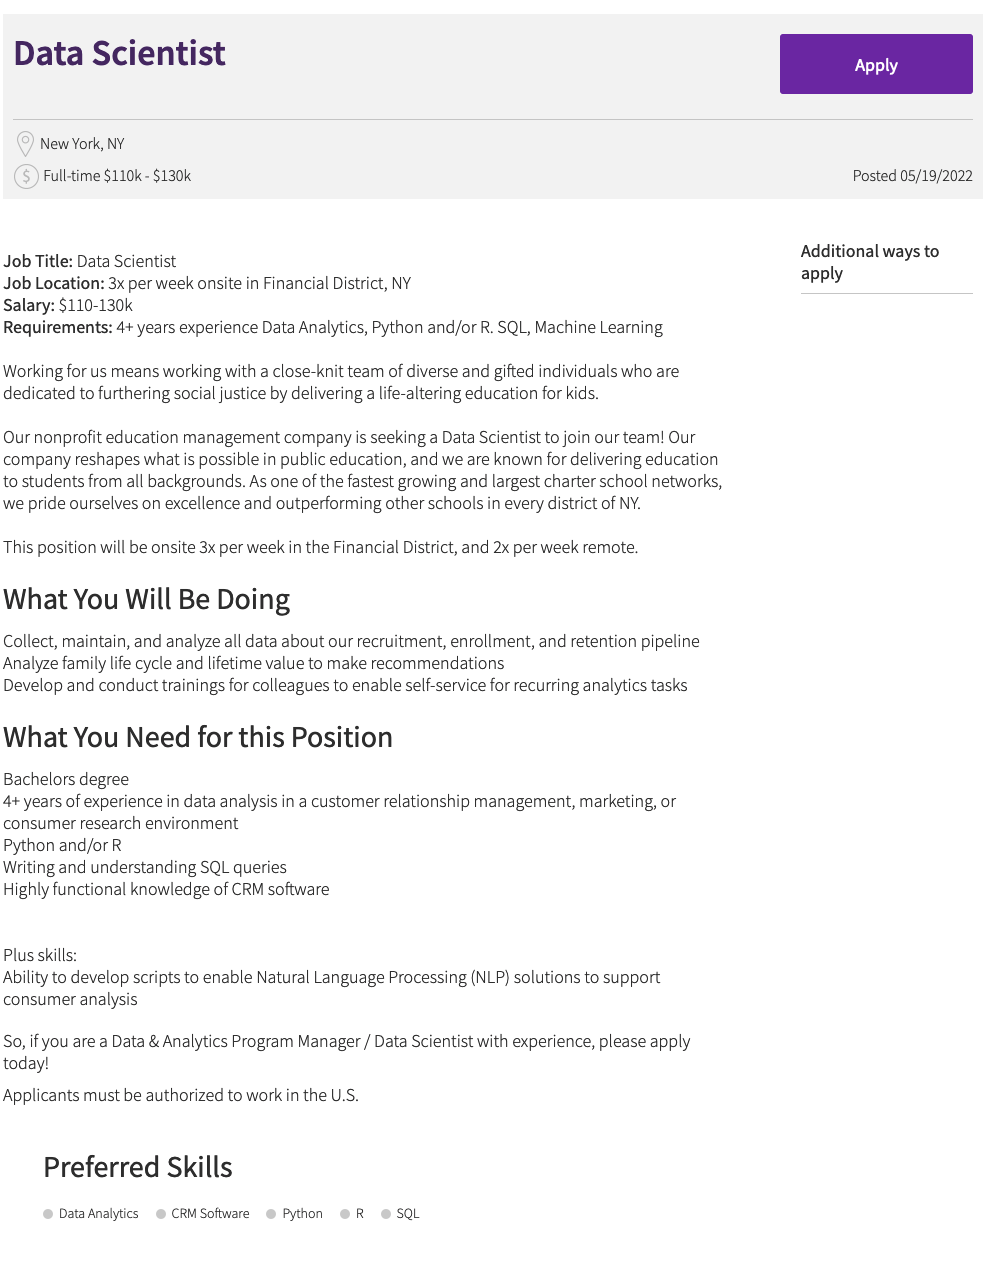 Data Scientist
Apply
New York, NY
$ Full-time $110k - $130k
Posted 05/19/2022
Job Title: Data Scientist
Job Location: 3x per week onsite in Financial District, NY
Salary: $110-130k
Requirements: 4+ years experience Data Analytics, Python and/or R. SQL, Machine Learning
Working for us means working with a close-knit team of diverse and gifted individuals who are
dedicated to furthering social justice by delivering a life-altering education for kids.
Our nonprofit education management company is seeking a Data Scientist to join our team! Our
company reshapes what is possible in public education, and we are known for delivering education
to students from all backgrounds. As one of the fastest growing and largest charter school networks,
we pride ourselves on excellence and outperforming other schools in every district of NY.
This position will be onsite 3x per week in the Financial District, and 2x per week remote.
What You Will Be Doing
Collect, maintain, and analyze all data about our recruitment, enrollment, and retention pipeline
Analyze family life cycle and lifetime value to make recommendations
Develop and conduct trainings for colleagues to enable self-service for recurring analytics tasks
What You Need for this Position
Bachelors degree
4+ years of experience in data analysis in a customer relationship management, marketing, or
consumer research environment
Python and/or R
Writing and understanding SQL queries
Highly functional knowledge of CRM software
Plus skills:
Ability to develop scripts to enable Natural Language Processing (NLP) solutions to support
consumer analysis
So, if you are a Data & Analytics Program Manager / Data Scientist with experience, please apply
today!
Applicants must be authorized to work in the U.S.
Preferred Skills
Data Analytics CRM Software Python R SQL
Additional ways to
apply